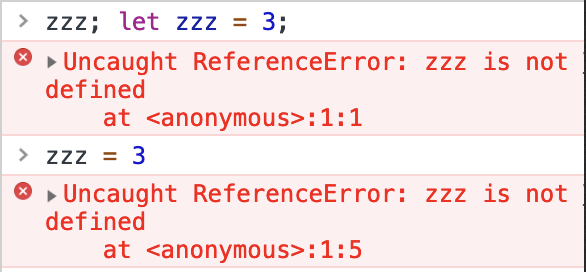 > zzz; let zzz = 3;
Uncaught ReferenceError: zzz is not
defined
at <anonymous>:1:1
> zzz = 3
Uncaught ReferenceError: zzz is not
defined
at <anonymous>:1:5